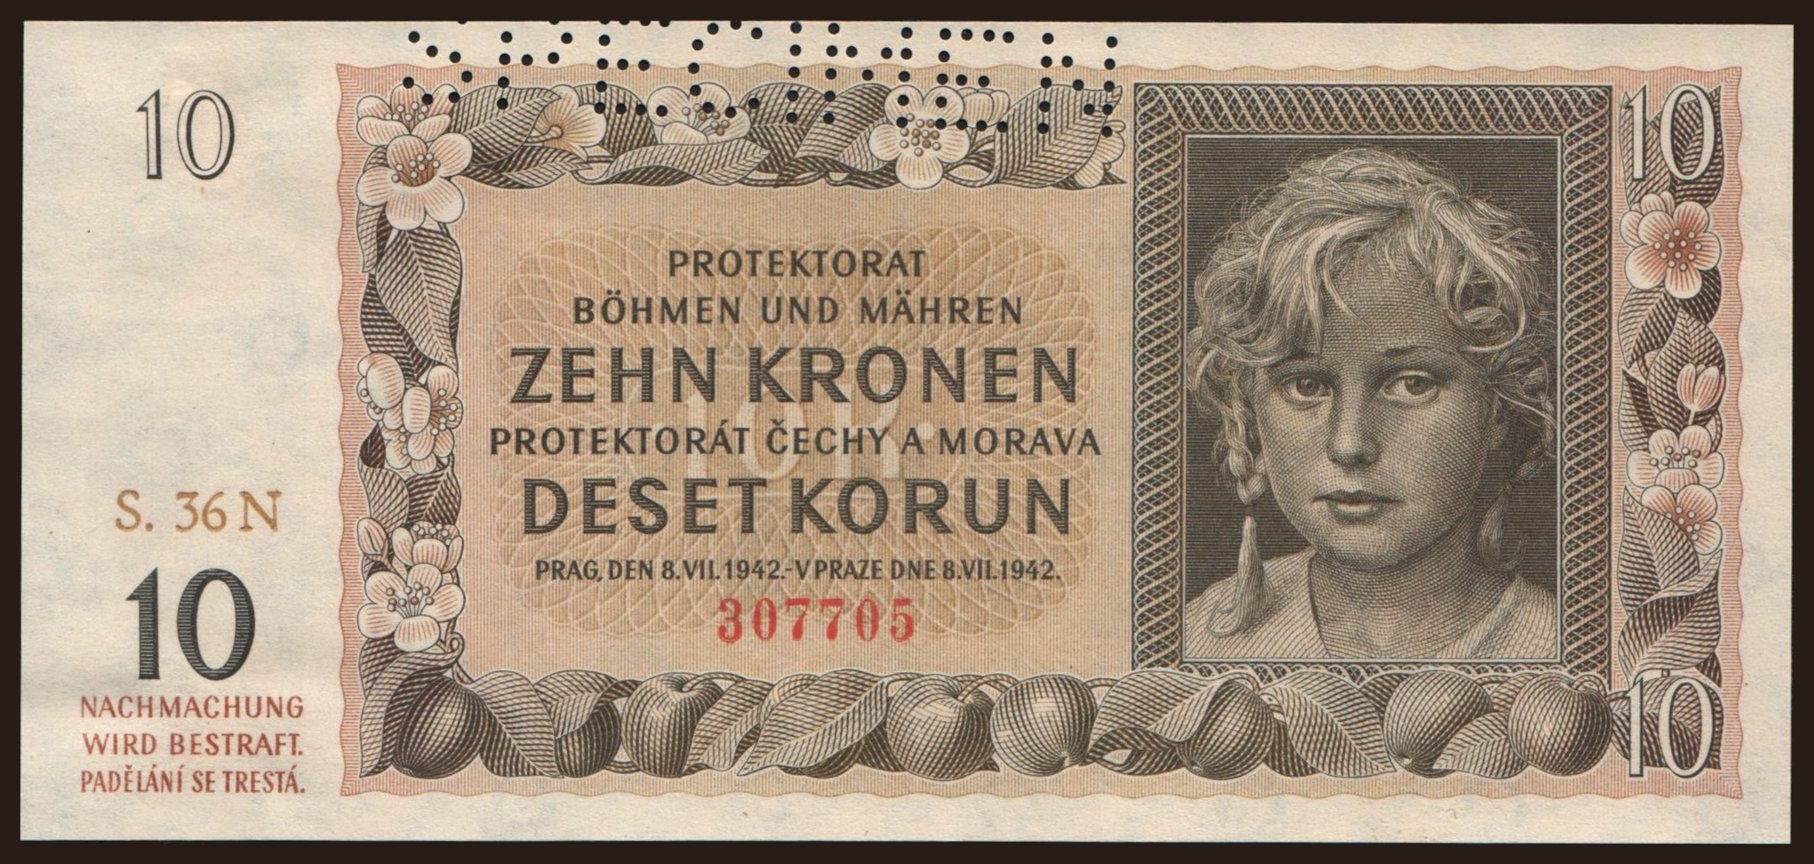 SPECIMEN
10
10
PROTEKTORAT
BÖHMEN UND MÄHREN
ZEHN KRONEN
PROTEKTORÁT ČECHY A MORAVA
DESET KORUN
PRAG, DEN 8.VII.1942.-V PRAZE DNE 8.VII.1942.
307705
S. 36 N
10
NACHMACHUNG
WIRD BESTRAFT.
PADĚLÁNÍ SE TRESTÁ.
10